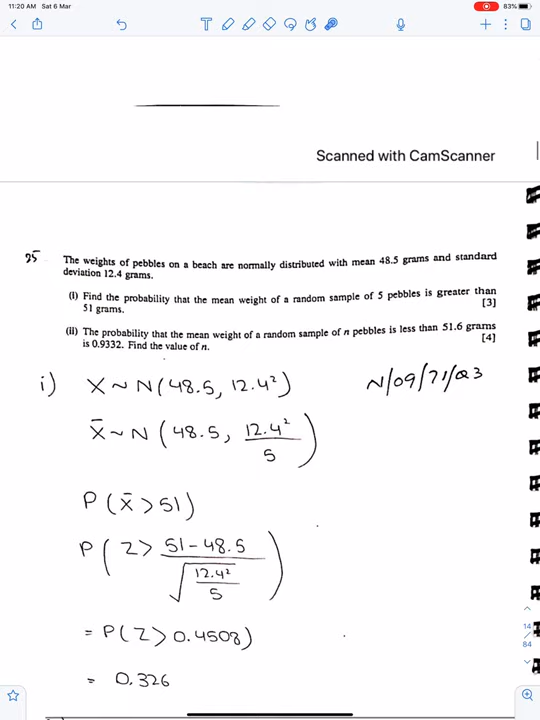 11:20 AM Sat 6 Mar
83%
Scanned with CamScanner
25
The weights of pebbles on a beach are normally distributed with mean 48.5 grams and standard
deviation 12.4 grams.
(i) Find the probability that the mean weight of a random sample of 5 pebbles is greater than
51 grams. [3]
(ii) The probability that the mean weight of a random sample of n pebbles is less than 51.6 grams
is 0.9332. Find the value of n. [4]
i) X ~ N(48.5, 12.4²) N/09/71/Q3
X̄ ~ N(48.5, 12.4²/5)
P(X̄ > 51)
P(Z > (51-48.5)/√(12.4²/5))
= P(Z > 0.4508)
= 0.326
14
84